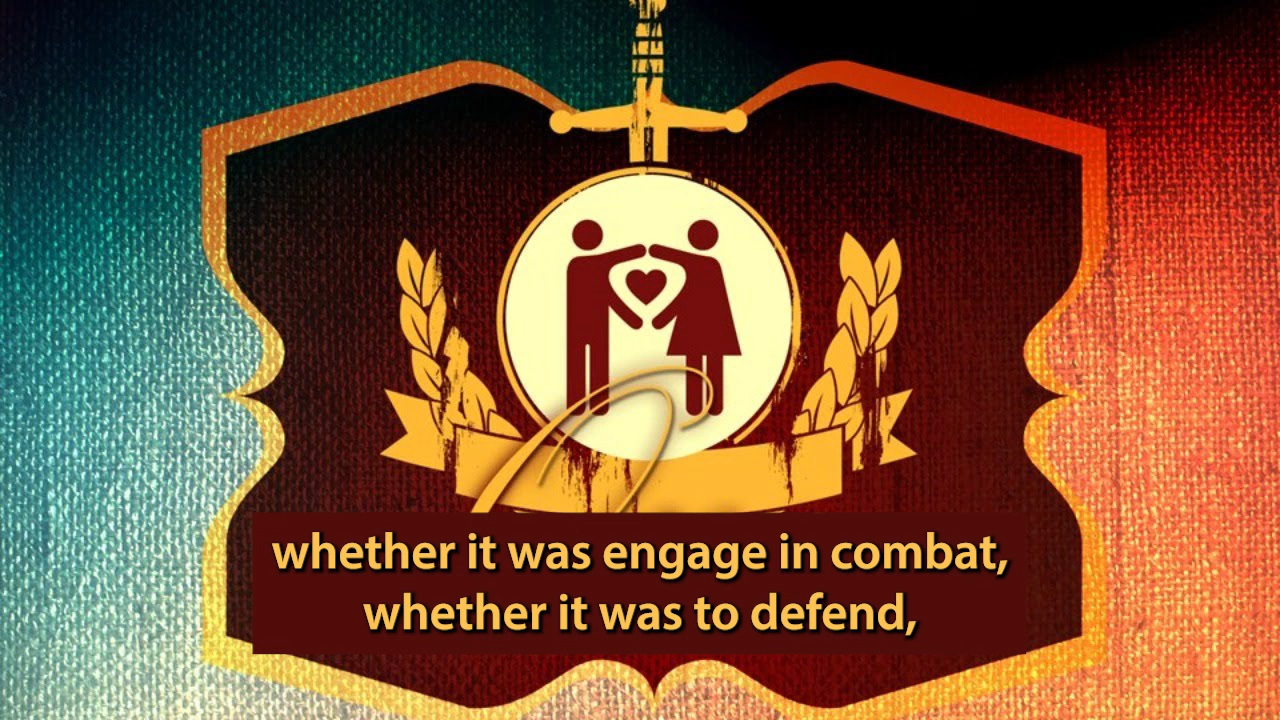 whether it was engage in combat,
whether it was to defend,